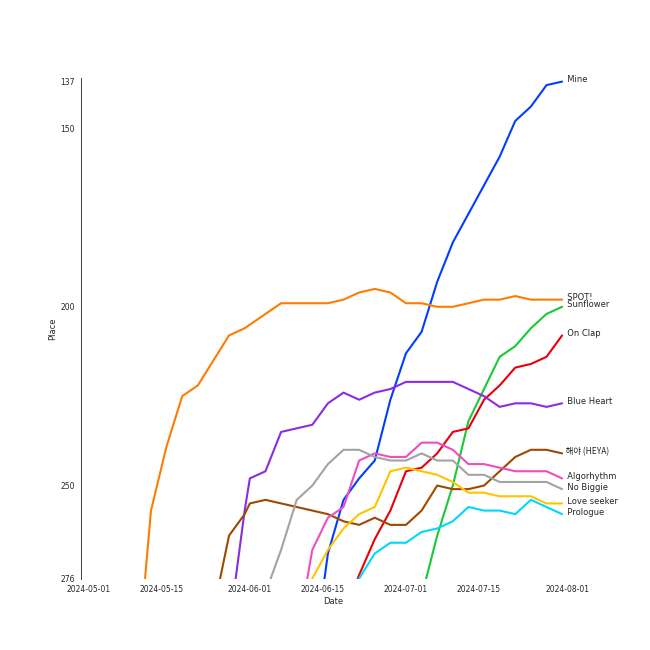 137
150
200
250
276
Place
2024-05-01
2024-05-15
2024-06-01
2024-06-15
2024-07-01
2024-07-15
2024-08-01
Date
Mine
SPOT!
Sunflower
On Clap
Blue Heart
해야 (HEYA)
Algorhythm
No Biggie
Love seeker
Prologue